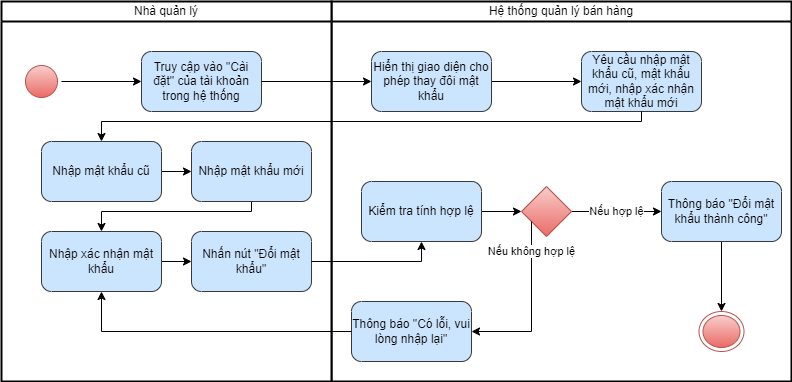 Nhà quản lý
Hệ thống quản lý bán hàng
Truy cập vào "Cài
đặt" của tài khoản
trong hệ thống
Hiển thị giao diện cho
phép thay đổi mật
khẩu
Yêu cầu nhập mật
khẩu cũ, mật khẩu
mới, nhập xác nhận
mật khẩu mới
Nhập mật khẩu cũ
Nhập mật khẩu mới
Kiểm tra tính hợp lệ
Nếu hợp lệ
Thông báo "Đổi mật
khẩu thành công"
Nhập xác nhận mật
khẩu
Nhấn nút "Đổi mật
khẩu"
Nếu không hợp lệ
Thông báo "Có lỗi, vui
lòng nhập lại"